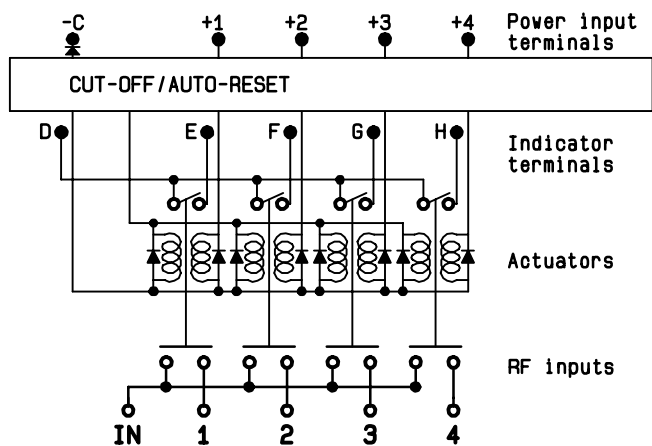 -C +1 +2 +3 +4 Power input
terminals
CUT-OFF/AUTO-RESET
D E F G H Indicator
terminals
Actuators
RF inputs
IN 1 2 3 4